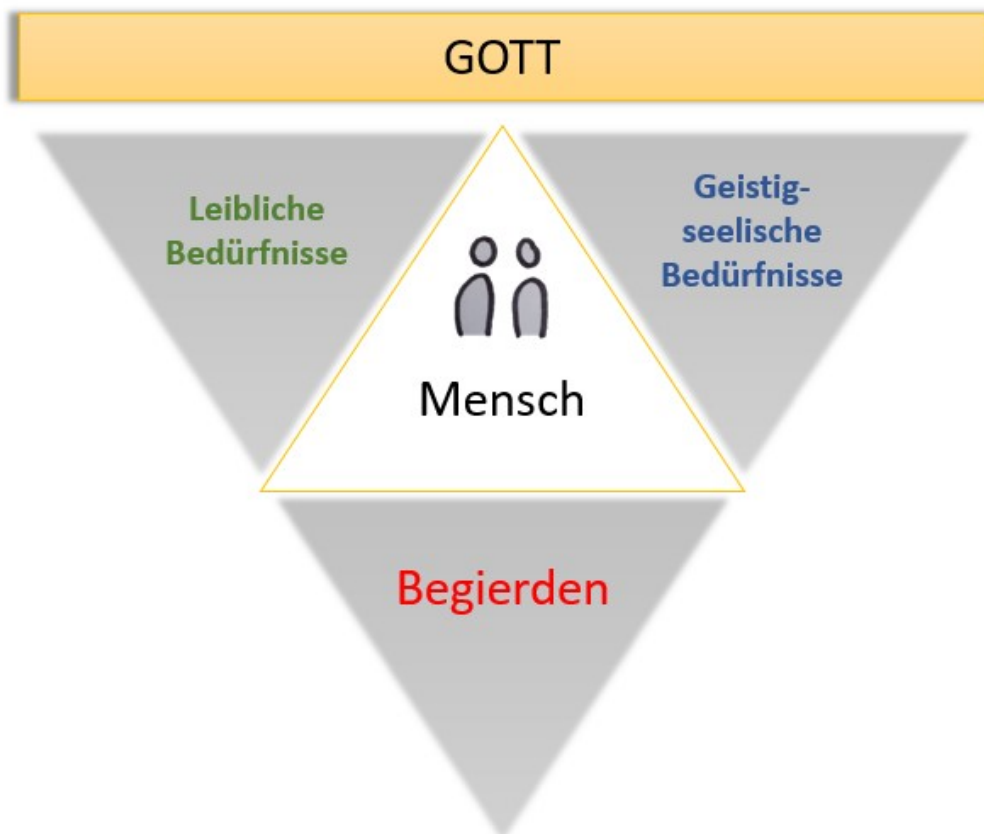 GOTT
Leibliche
Bedürfnisse
Geistig-
seelische
Bedürfnisse
Mensch
Begierden